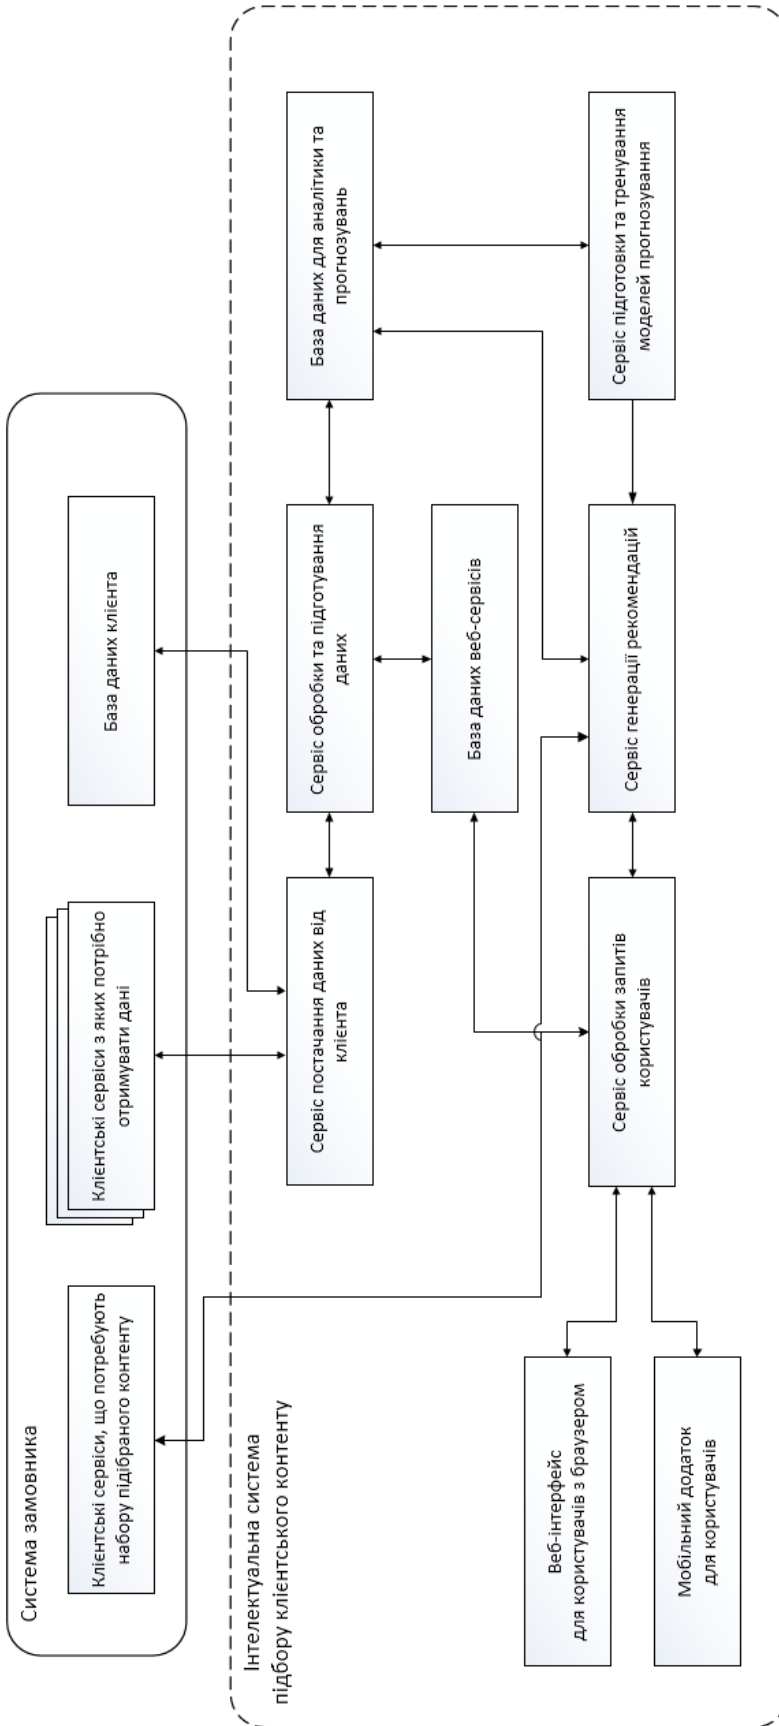 Система замовника
Клієнтські сервіси, що потребують
набору підібраного контенту
Клієнтські сервіси з яких потрібно
отримувати дані
База даних клієнта
Інтелектуальна система
підбору клієнтського контенту
Сервіс постачання даних від
клієнта
Сервіс обробки та підготування
даних
База даних для аналітики та
прогнозувань
База даних веб-сервісів
Веб-інтерфейс
для користувачів з браузером
Мобільний додаток
для користувачів
Сервіс обробки запитів
користувачів
Сервіс генерації рекомендацій
Сервіс підготовки та тренування
моделей прогнозування